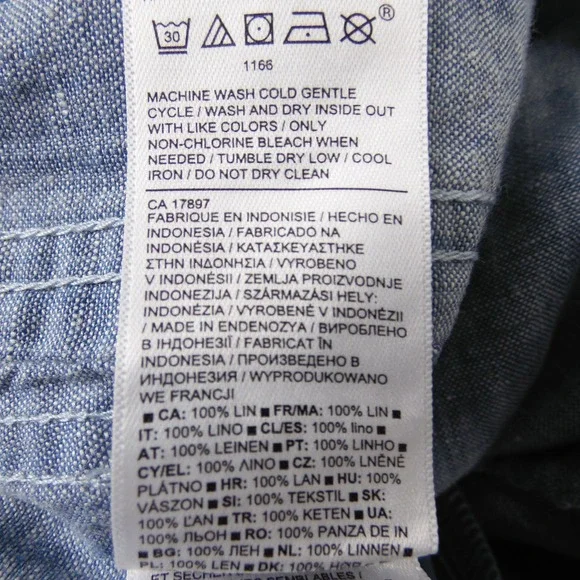 30
®
1166
MACHINE WASH COLD GENTLE
CYCLE / WASH AND DRY INSIDE OUT
WITH LIKE COLORS / ONLY
NON-CHLORINE BLEACH WHEN
NEEDED / TUMBLE DRY LOW / COOL
IRON / DO NOT DRY CLEAN
CA 17897
FABRIQUE EN INDONISIE / HECHO EN
INDONESIA / FABRICADO NA
INDONÉSIA / ΚΑΤΑΣΚΕΥΑΣΤΗΚΕ
ΣΤΗΝ ΙΝΔΟΝΗΣΙΑ / VYROBENO
V INDONÉSII / ZEMLJA PROIZVODNJE
INDONEZIJA / SZÁRMAZÁSI HELY:
INDONÉZIA / VYROBENÉ V INDONÉZII
/ MADE IN ENDENOZYA / ВИРОБЛЕНО
В ІНДОНЕЗІЇ / FABRICAT ÎN
INDONESIA / ПРОИЗВЕДЕНО В
ИНДОНЕЗИЯ / WYPRODUKOWANO
WE FRANCJI
■ CA: 100% LIN ■ FR/MA: 100% LIN ■
IT: 100% LINO ■ CL/ES: 100% lino ■
AT: 100% LEINEN ■ PT: 100% LINHO ■
CY/EL: 100% ΛΙΝΟ ■ CZ: 100% LNĚNÉ
PLÁTNO ■ HR: 100% LAN ■ HU: 100%
VÁSZON ■ SI: 100% TEKSTIL ■ SK:
100% ĽAN ■ TR: 100% KETEN ■ UA:
100% ЛЬОН ■ RO: 100% PANZA DE IN
■ BG: 100% ЛЕН ■ NL: 100% LINNEN
PL: 100% LEN ■ DK: 100%